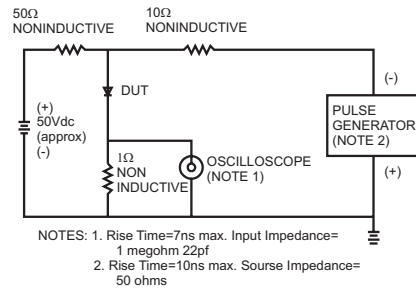 50Ω
NONINDUCTIVE
10Ω
NONINDUCTIVE
(+)
50Vdc
(approx)
(-)
DUT
1Ω
NON
INDUCTIVE
OSCILLOSCOPE
(NOTE 1)
(-)
PULSE
GENERATOR
(NOTE 2)
(+)
NOTES: 1. Rise Time=7ns max. Input Impedance=
1 megohm 22pf
2. Rise Time=10ns max. Sourse Impedance=
50 ohms